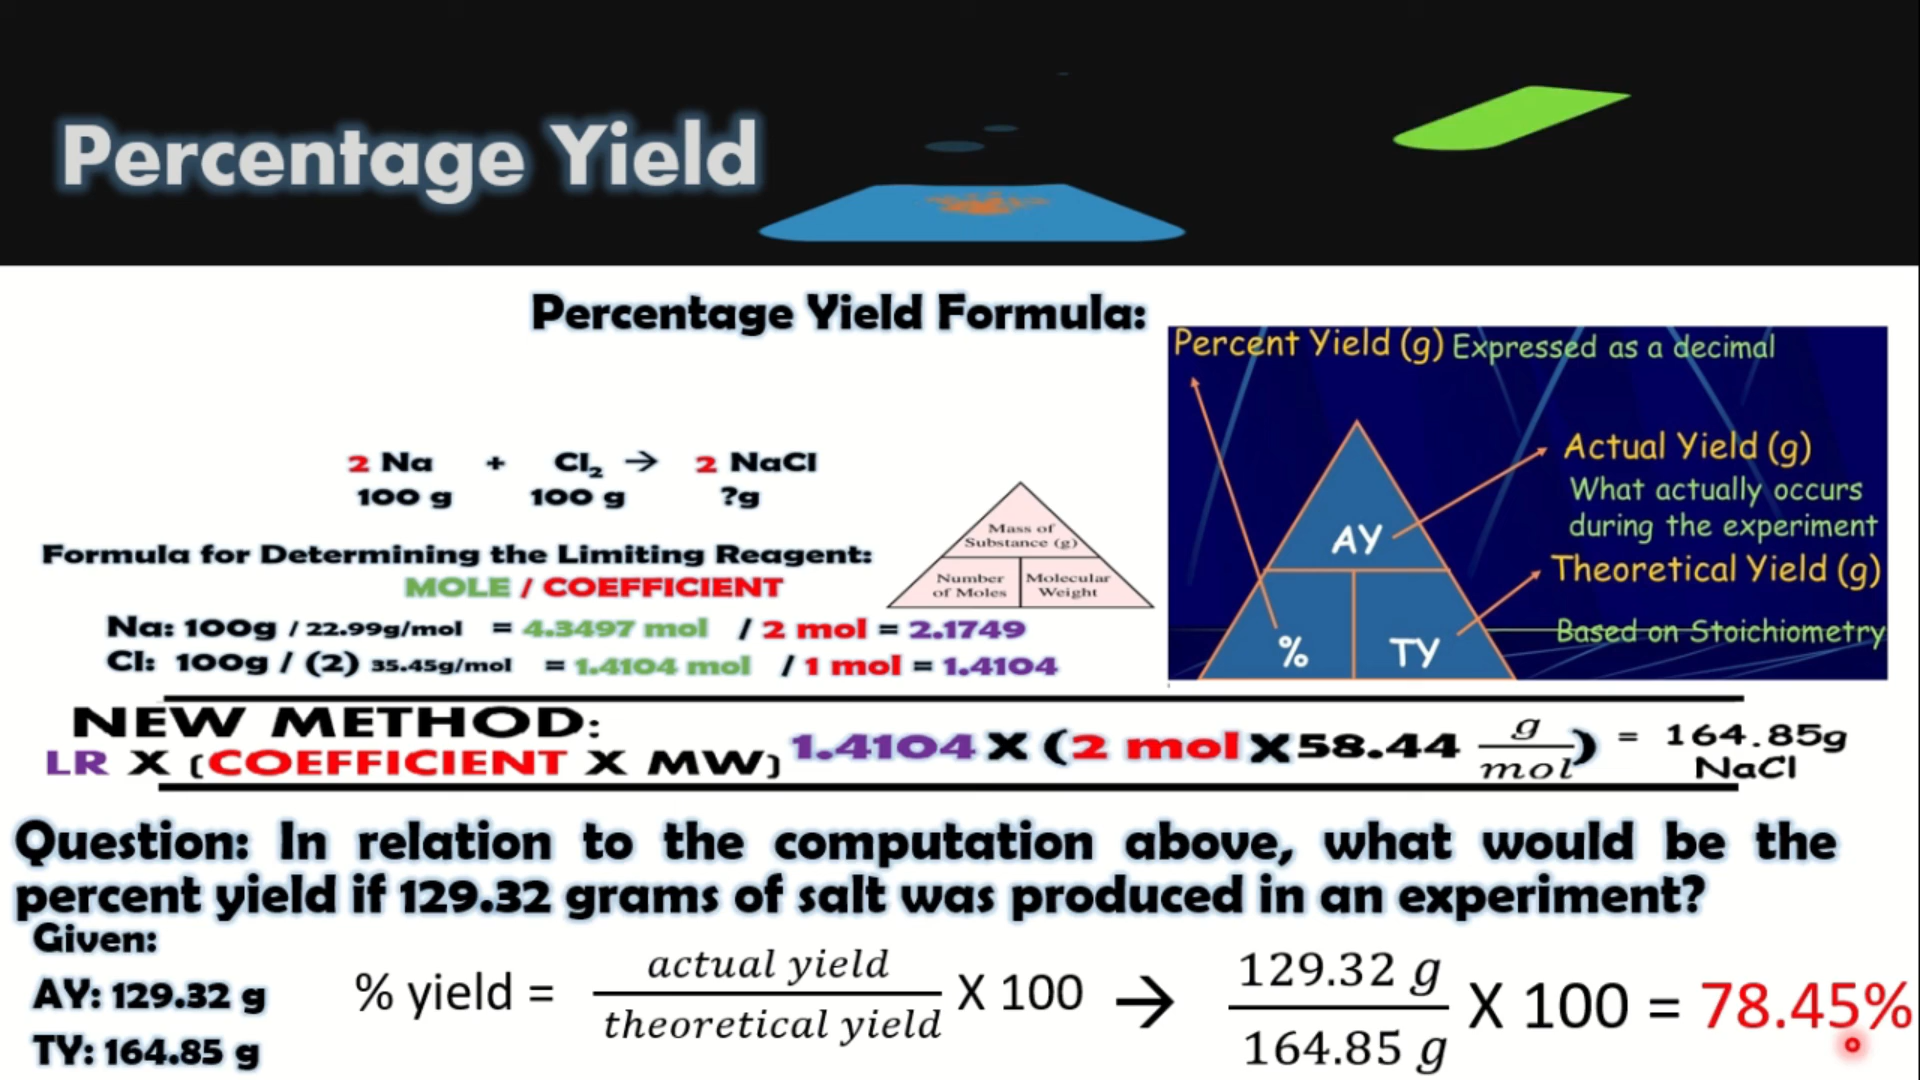 Percentage Yield
Percentage Yield Formula:
Percent Yield (g) Expressed as a decimal
Actual Yield (g)
What actually occurs
during the experiment
Theoretical Yield (g)
Based on Stoichiometry
AY
% TY
2 Na + Cl₂ → 2 NaCl
100 g 100 g ?g
Formula for Determining the Limiting Reagent:
MOLE / COEFFICIENT
Mass of
Substance (g)
Number
of Moles
Molecular
Weight
Na: 100g / 22.99g/mol = 4.3497 mol / 2 mol = 2.1749
Cl: 100g / (2) 35.45g/mol = 1.4104 mol / 1 mol = 1.4104
NEW METHOD:
LR X (COEFFICIENT X MW)
1.4104 X (2 mol X 58.44 g/mol) = 164.85g
NaCl
Question: In relation to the computation above, what would be the
percent yield if 129.32 grams of salt was produced in an experiment?
Given:
AY: 129.32 g
TY: 164.85 g
% yield = actual yield / theoretical yield X 100 → 129.32 g / 164.85 g X 100 = 78.45%